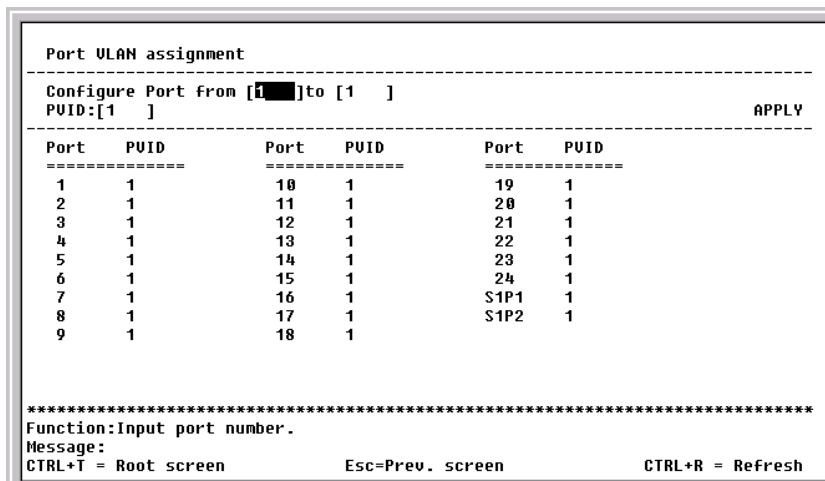 Port VLAN assignment
--------------------------------------------------------------------------------
Configure Port from [1   ]to [1   ]
PVID:[1   ] APPLY
--------------------------------------------------------------------------------
Port PVID Port PVID Port PVID
============== ============== ==============
1 1 10 1 19 1
2 1 11 1 20 1
3 1 12 1 21 1
4 1 13 1 22 1
5 1 14 1 23 1
6 1 15 1 24 1
7 1 16 1 S1P1 1
8 1 17 1 S1P2 1
9 1 18 1
********************************************************************************
Function:Input port number.
Message:
CTRL+T = Root screen Esc=Prev. screen CTRL+R = Refresh